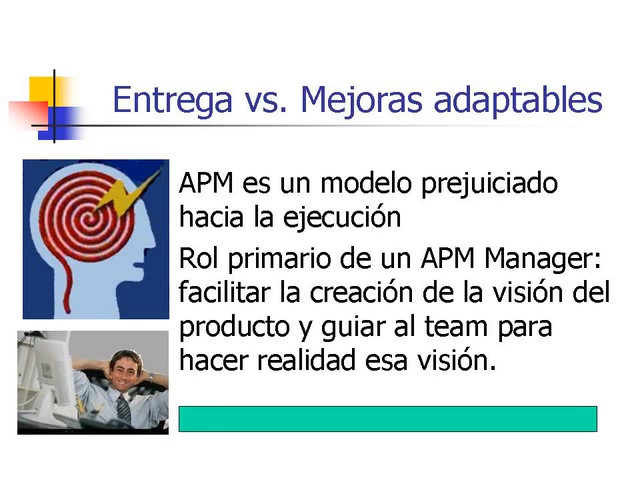 Entrega vs. Mejoras adaptables
APM es un modelo prejuiciado
hacia la ejecución
Rol primario de un APM Manager:
facilitar la creación de la visión del
producto y guiar al team para
hacer realidad esa visión.